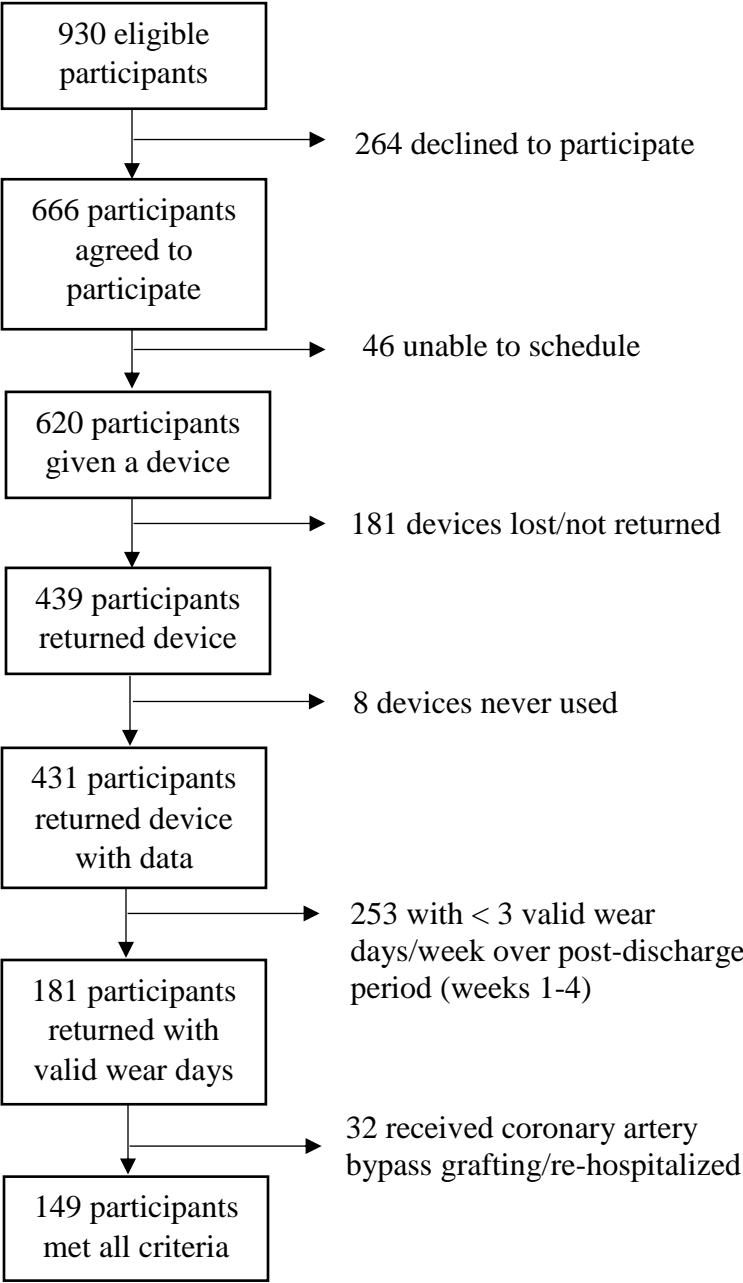 930 eligible
participants
264 declined to participate
666 participants
agreed to
participate
46 unable to schedule
620 participants
given a device
181 devices lost/not returned
439 participants
returned device
8 devices never used
431 participants
returned device
with data
253 with < 3 valid wear
days/week over post-discharge
period (weeks 1-4)
181 participants
returned with
valid wear days
32 received coronary artery
bypass grafting/re-hospitalized
149 participants
met all criteria